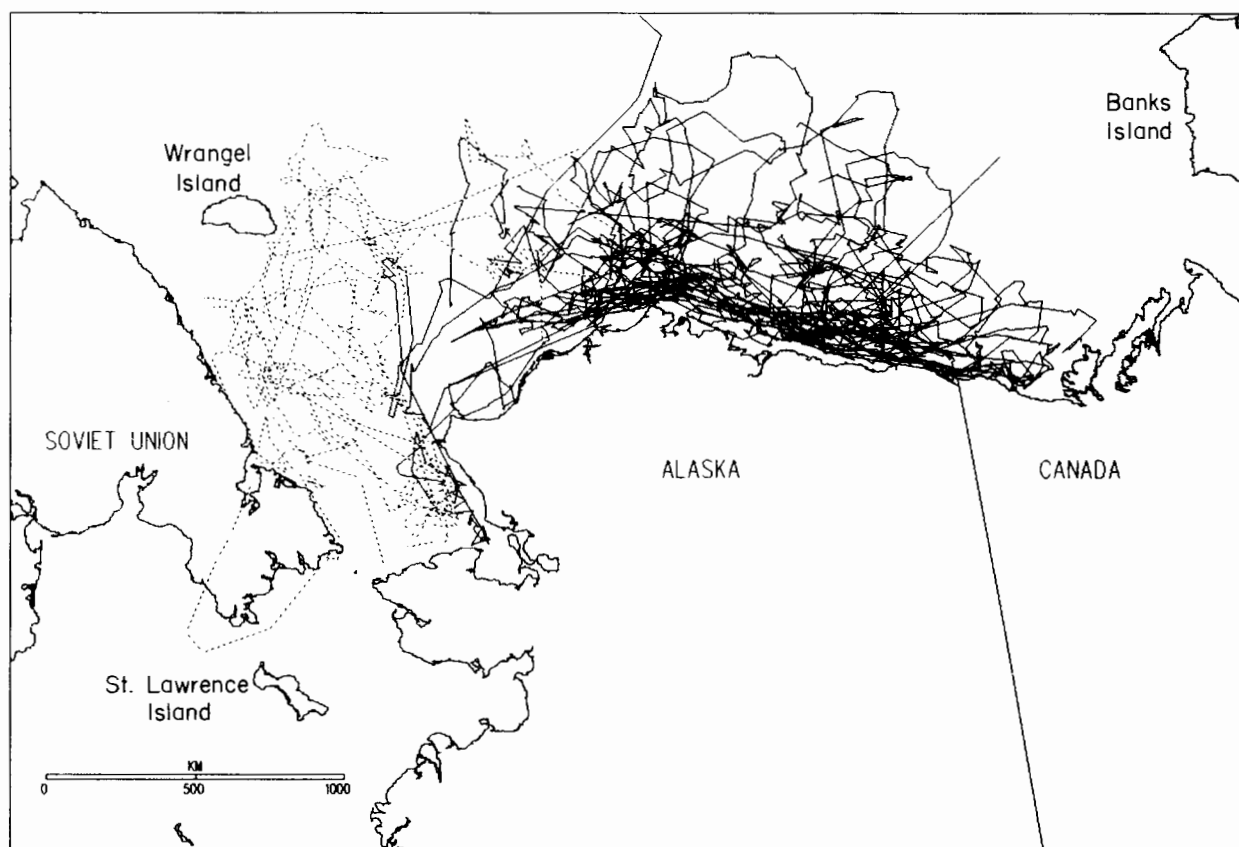 Banks
Island
Wrangel
Island
SOVIET UNION
ALASKA
CANADA
St. Lawrence
Island
KM
0 500 1000